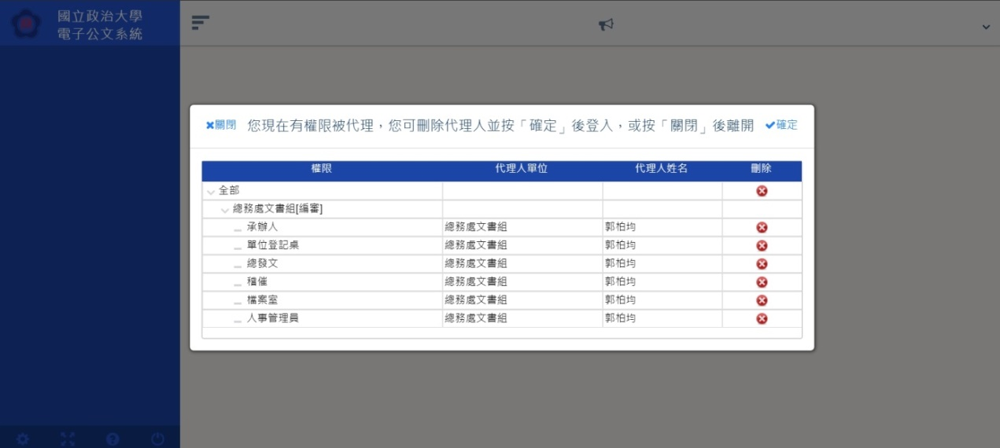 國立政治大學
電子公文系統
關閉 您現在有權限被代理，您可刪除代理人並按「確定」後登入，或按「關閉」後離開 確定
權限 代理人單位 代理人姓名 刪除
全部
總務處文書組[編審]
承辦人 總務處文書組 郭柏均
單位登記桌 總務處文書組 郭柏均
總發文 總務處文書組 郭柏均
稽催 總務處文書組 郭柏均
檔案室 總務處文書組 郭柏均
人事管理員 總務處文書組 郭柏均